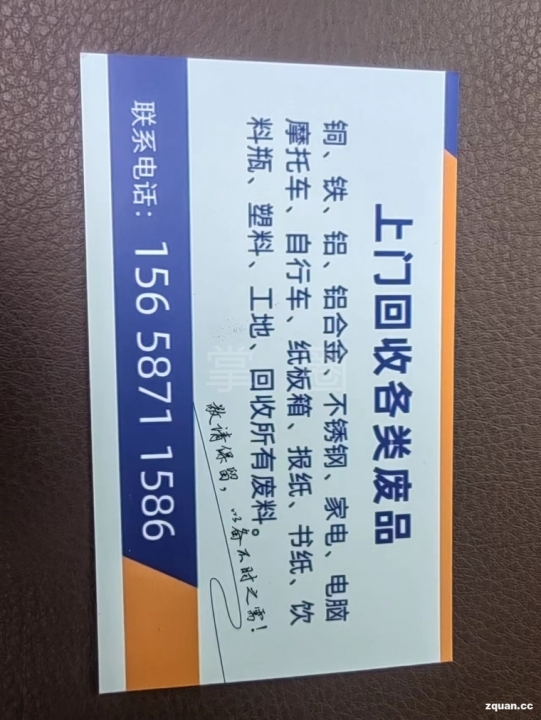 上门回收各类废品
铜、铁、铝、铝合金、不锈钢、家电、电脑
摩托车、自行车、纸板箱、报纸、书纸、饮
料瓶、塑料、工地、回收所有废料。
敬请保留，以备不时之需！
联系电话：156 5871 1586
掌圈
zquan.cc